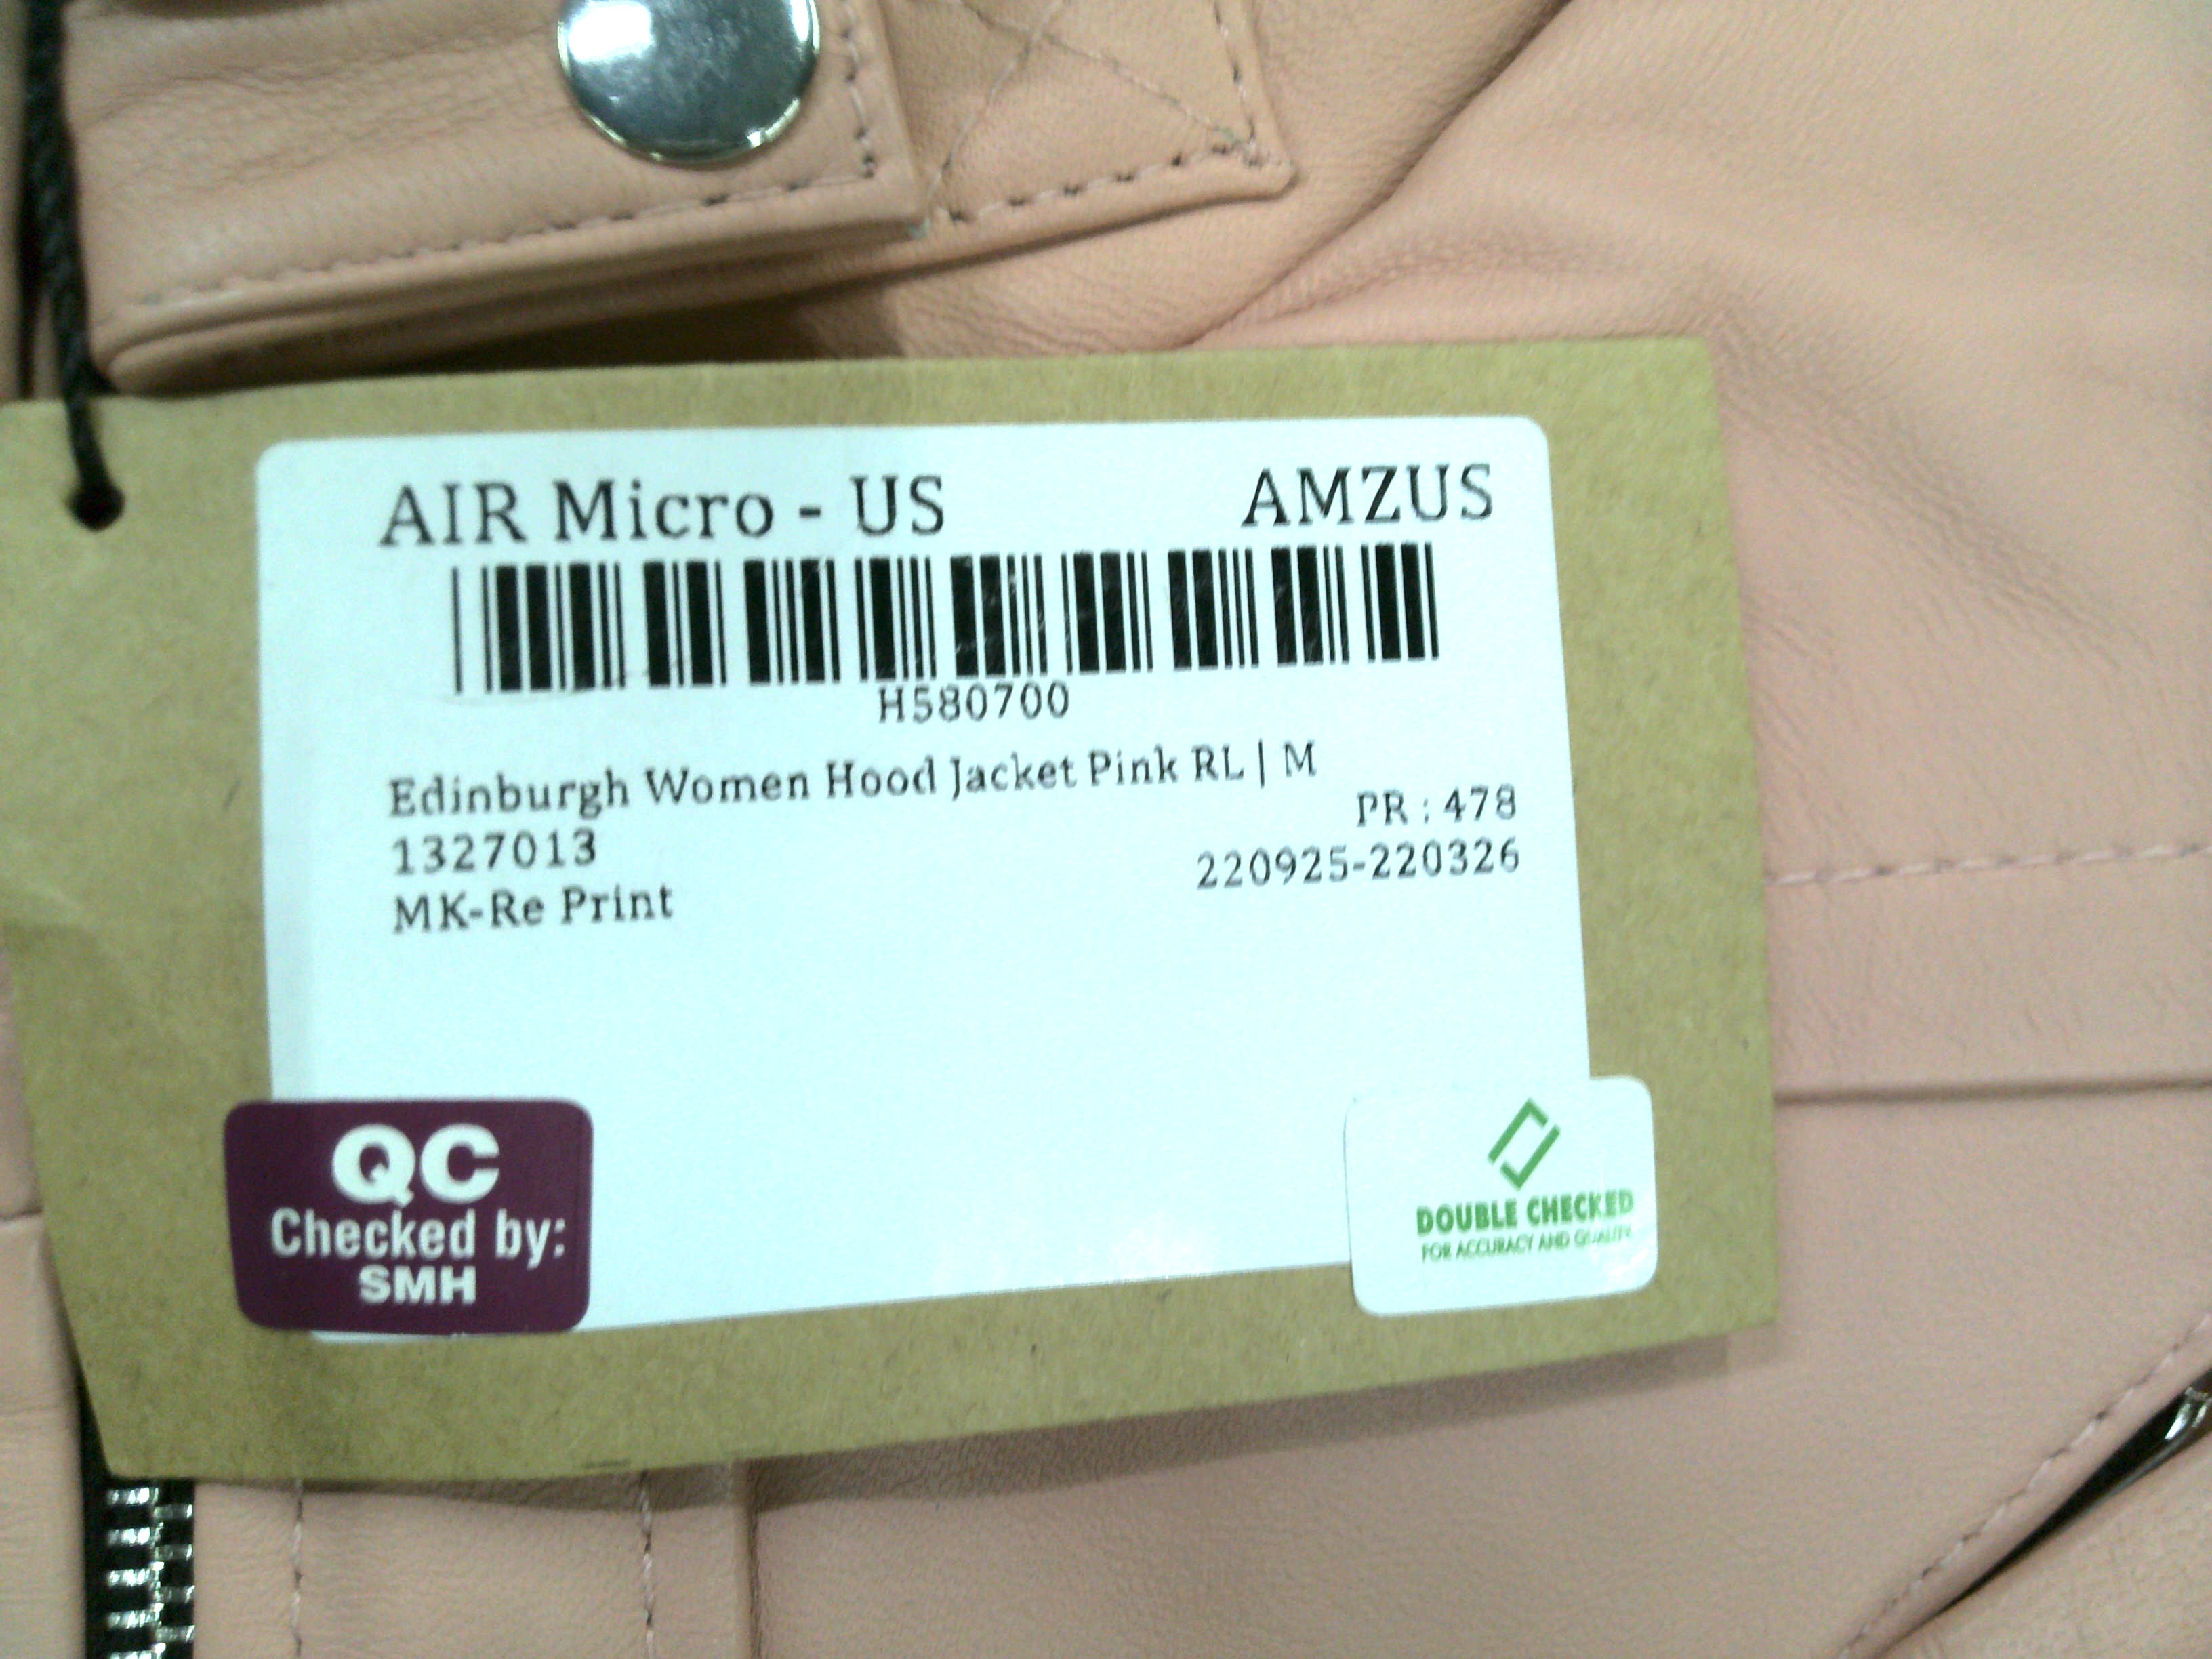 AIR Micro - US AMZUS
H580700
Edinburgh Women Hood Jacket Pink RL | M
PR : 478
1327013 220925-220326
MK-Re Print
QC
Checked by:
SMH
DOUBLE CHECKED
FOR ACCURACY AND QUALITY